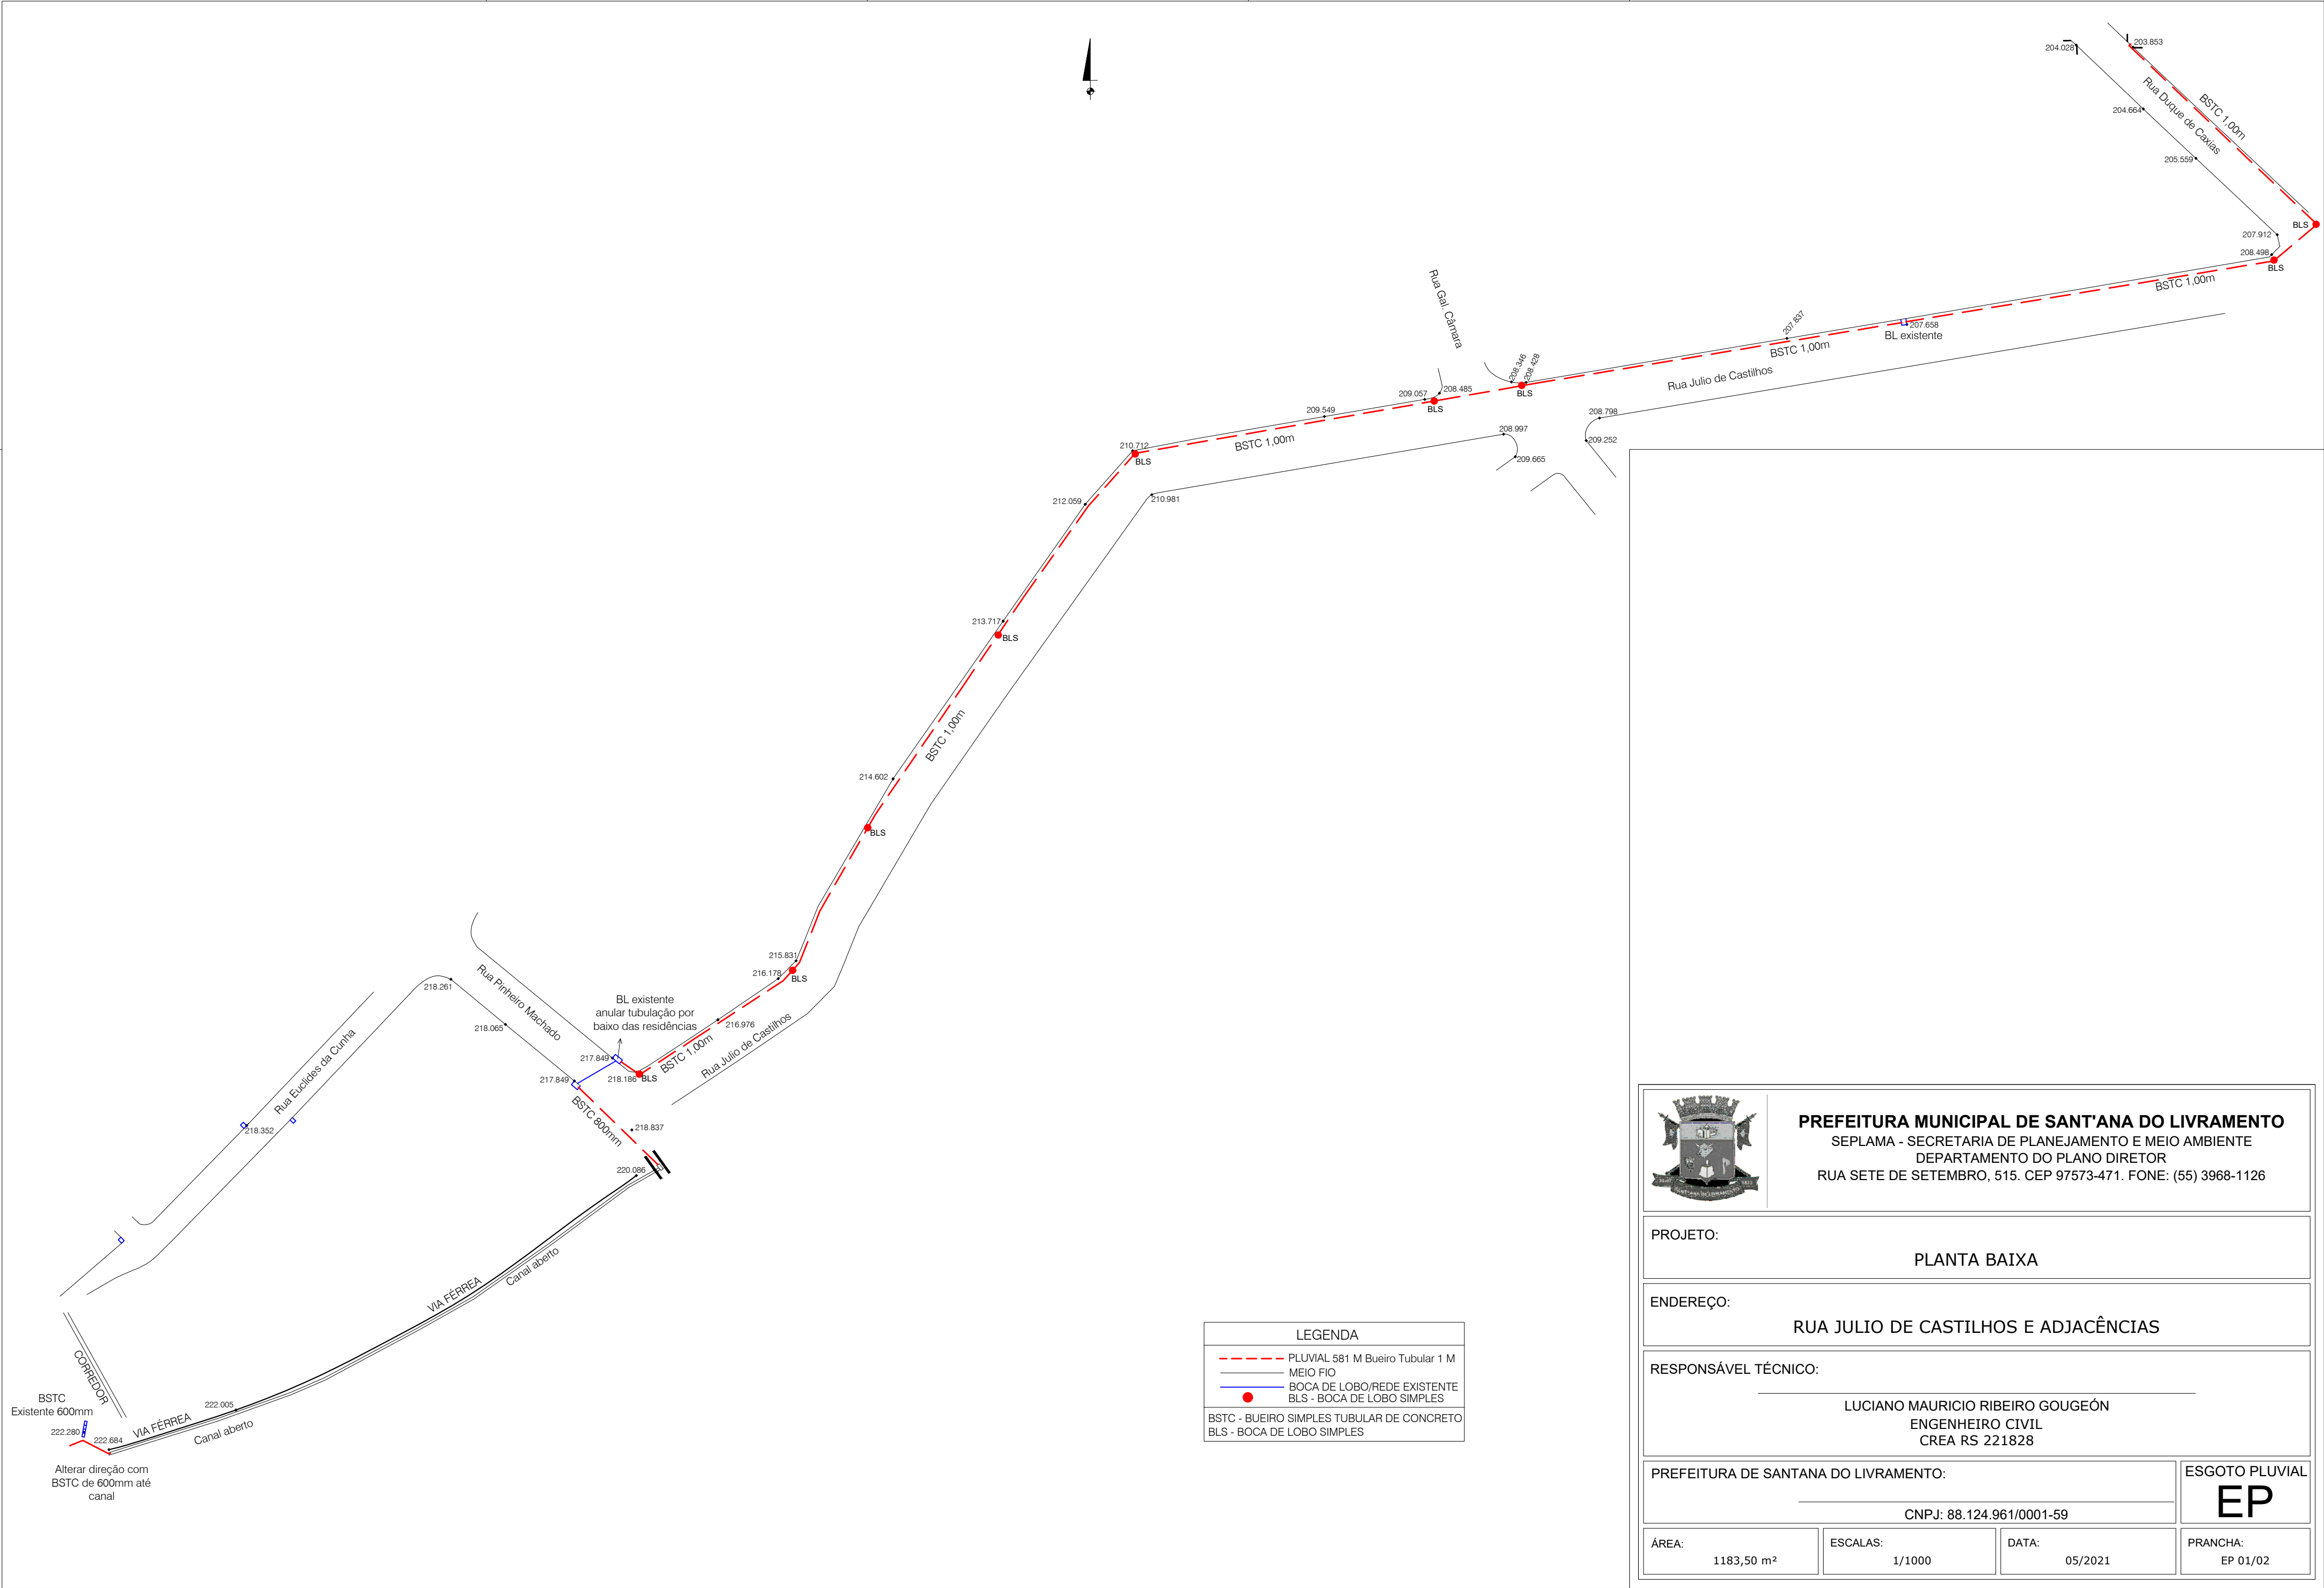 204.028
203.853
BSTC 1,00m
Rua Duque de Caxias
204.664
205.559
BLS
207.912
208.498
BLS
BSTC 1,00m
Rua Gal. Câmara
207.837
207.658
BL existente
BSTC 1,00m
208.346
208.428
Rua Julio de Castilhos
209.057
208.485
BLS
BLS
209.549
208.798
208.997
209.252
209.665
210.712
BLS
BSTC 1,00m
212.059
210.981
213.717
BLS
BSTC 1,00m
214.602
BLS
215.831
216.178
BLS
Rua Pinheiro Machado
218.261
218.065
BL existente
anular tubulação por
baixo das residências
216.976
Rua Julio de Castilhos
BSTC 1,00m
217.849
217.849
218.186
BLS
Rua Euclides da Cunha
218.352
BSTC 800mm
218.837
220.086
VIA FÉRREA
Canal aberto
CORREDOR
BSTC
Existente 600mm
222.005
222.280
222.684
VIA FÉRREA
Canal aberto
Alterar direção com
BSTC de 600mm até
canal
LEGENDA
PLUVIAL 581 M Bueiro Tubular 1 M
MEIO FIO
BOCA DE LOBO/REDE EXISTENTE
BLS - BOCA DE LOBO SIMPLES
BSTC - BUEIRO SIMPLES TUBULAR DE CONCRETO
BLS - BOCA DE LOBO SIMPLES
PREFEITURA MUNICIPAL DE SANT'ANA DO LIVRAMENTO
SEPLAMA - SECRETARIA DE PLANEJAMENTO E MEIO AMBIENTE
DEPARTAMENTO DO PLANO DIRETOR
RUA SETE DE SETEMBRO, 515. CEP 97573-471. FONE: (55) 3968-1126
PROJETO:
PLANTA BAIXA
ENDEREÇO:
RUA JULIO DE CASTILHOS E ADJACÊNCIAS
RESPONSÁVEL TÉCNICO:
LUCIANO MAURICIO RIBEIRO GOUGEÓN
ENGENHEIRO CIVIL
CREA RS 221828
PREFEITURA DE SANTANA DO LIVRAMENTO:
CNPJ: 88.124.961/0001-59
ESGOTO PLUVIAL
EP
ÁREA:
1183,50 m²
ESCALAS:
1/1000
DATA:
05/2021
PRANCHA:
EP 01/02